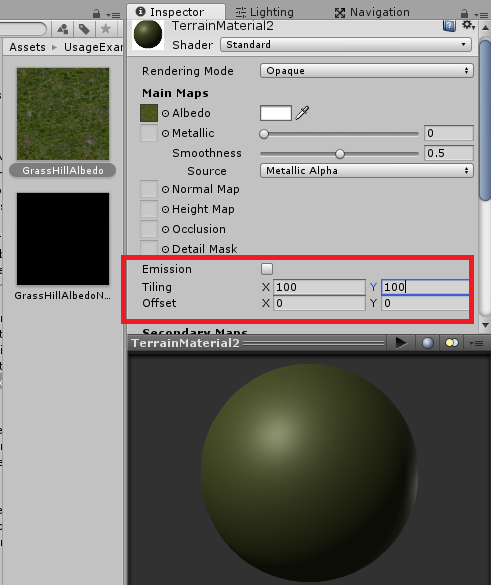 Inspector
Lighting
Navigation
Assets ▸ UsageExar
GrassHillAlbedo
GrassHillAlbedoN...
TerrainMaterial2
Shader Standard
Rendering Mode Opaque
Main Maps
Albedo
Metallic 0
Smoothness 0.5
Source Metallic Alpha
Normal Map
Height Map
Occlusion
Detail Mask
Emission
Tiling X 100 Y 100
Offset X 0 Y 0
Secondary Maps
TerrainMaterial2